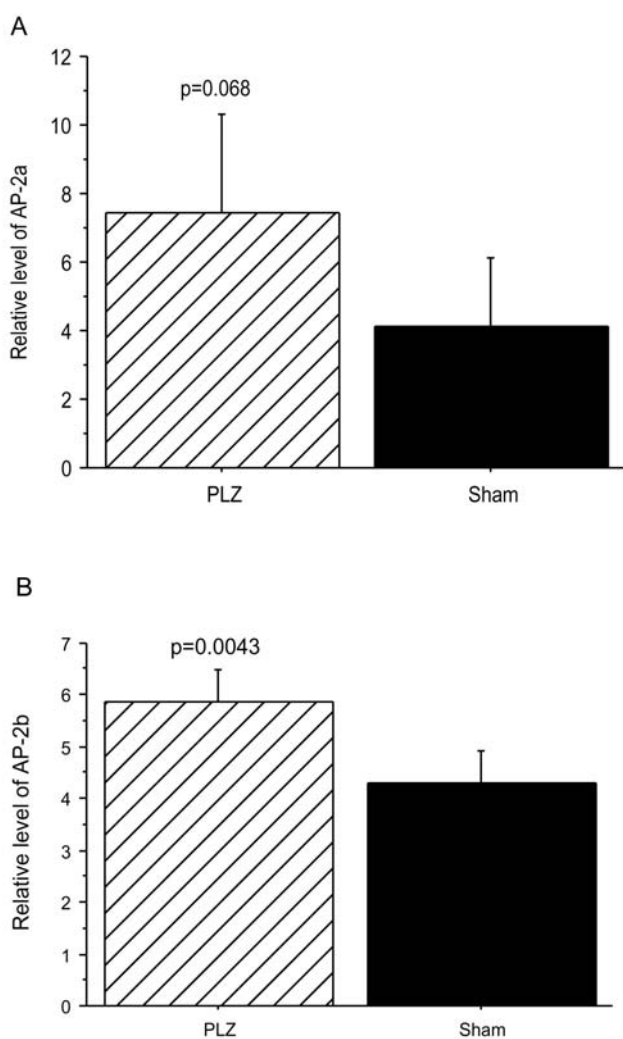 A
Relative level of AP-2a
12
10
8
6
4
2
0
p=0.068
PLZ
Sham
B
Relative level of AP-2b
7
6
5
4
3
2
1
0
p=0.0043
PLZ
Sham